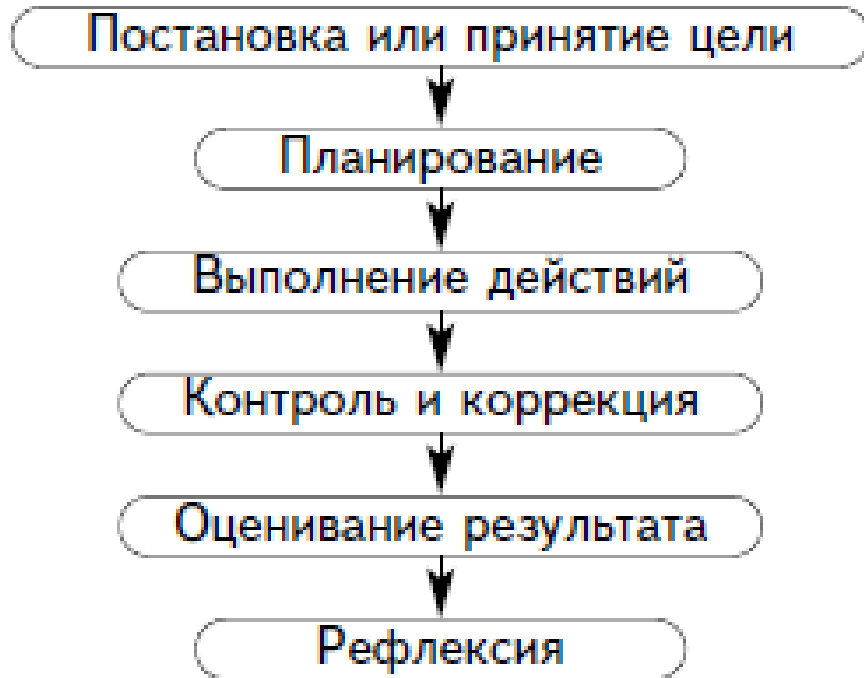 Постановка или принятие цели
Планирование
Выполнение действий
Контроль и коррекция
Оценивание результата
Рефлексия